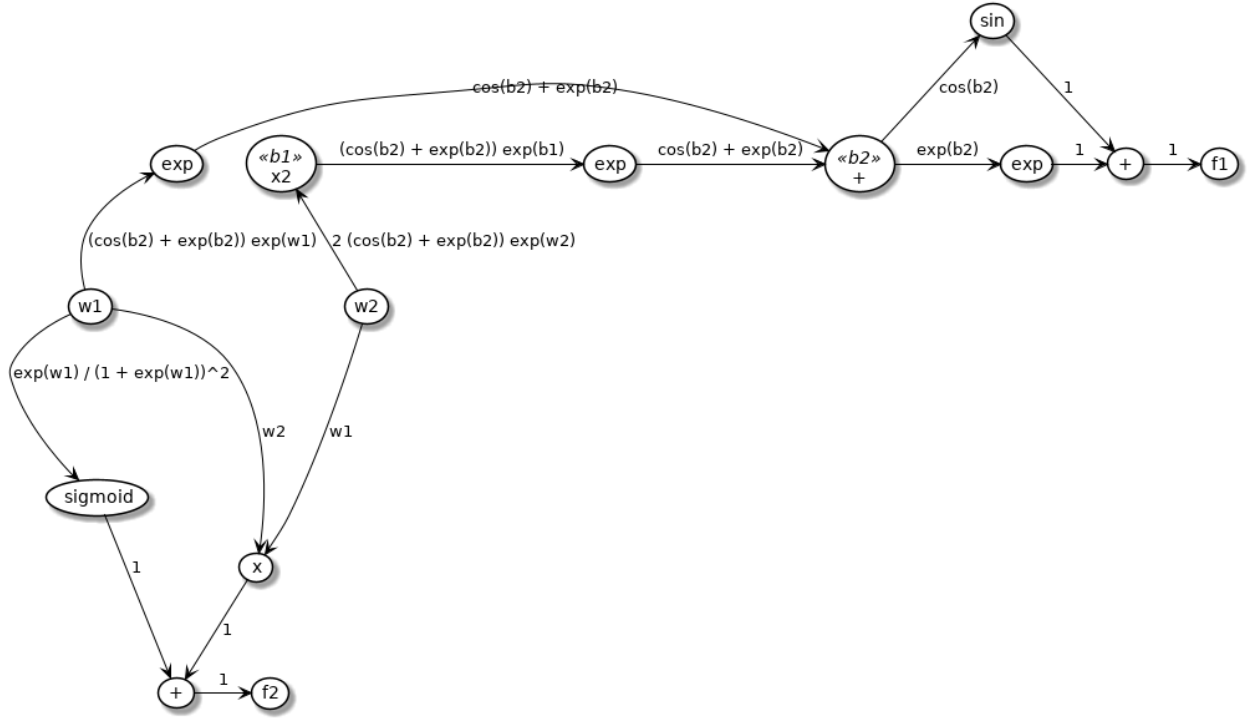 sin
cos(b2) + exp(b2)
cos(b2)
1
exp
«b1»
x2
(cos(b2) + exp(b2)) exp(b1)
exp
cos(b2) + exp(b2)
«b2»
+
exp(b2)
exp
1
+
1
f1
(cos(b2) + exp(b2)) exp(w1)
2 (cos(b2) + exp(b2)) exp(w2)
w1
w2
exp(w1) / (1 + exp(w1))^2
w2
w1
sigmoid
1
x
1
+
1
f2